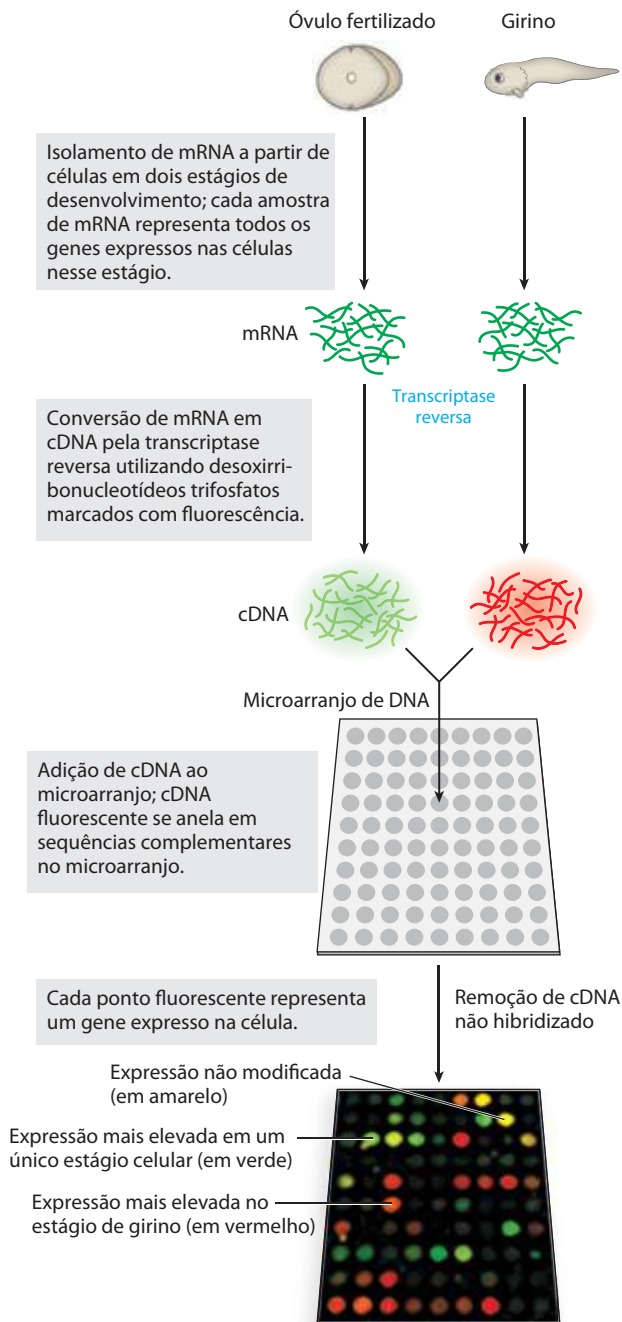 Óvulo fertilizado
Girino
Isolamento de mRNA a partir de
células em dois estágios de
desenvolvimento; cada amostra
de mRNA representa todos os
genes expressos nas células
nesse estágio.
mRNA
Transcriptase
reversa
Conversão de mRNA em
cDNA pela transcriptase
reversa utilizando desoxirri-
bonucleotídeos trifosfatos
marcados com fluorescência.
cDNA
Microarranjo de DNA
Adição de cDNA ao
microarranjo; cDNA
fluorescente se anela em
sequências complementares
no microarranjo.
Cada ponto fluorescente representa
um gene expresso na célula.
Remoção de cDNA
não hibridizado
Expressão não modificada
(em amarelo)
Expressão mais elevada em um
único estágio celular (em verde)
Expressão mais elevada no
estágio de girino (em vermelho)